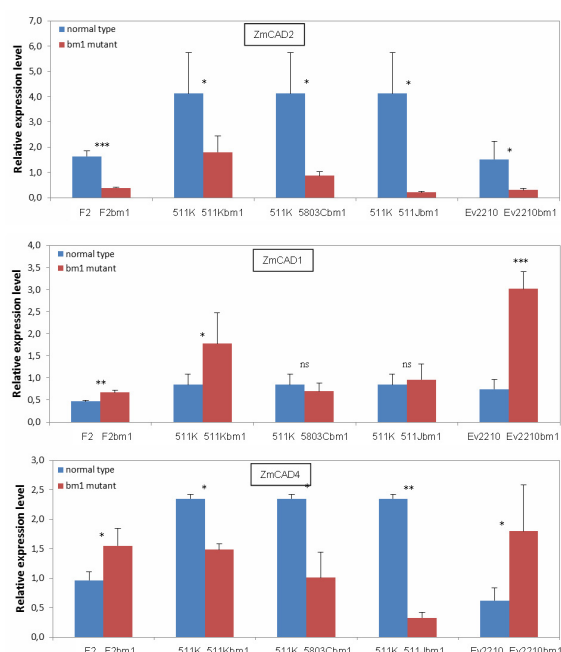 7,0
ZmCAD2
normal type
6,0
bm1 mutant
5,0
* * *
4,0
3,0
***
*
2,0
1,0
0,0
Relative expression level
F2 F2bm1 511K 511Kbm1 511K 5803Cbm1 511K 511Jbm1 Ev2210 Ev2210bm1
4,0
normal type
ZmCAD1
3,5
bm1 mutant
***
3,0
2,5
2,0
*
1,5
ns ns
1,0
**
0,5
0,0
Relative expression level
F2 F2bm1 511K 511Kbm1 511K 5803Cbm1 511K 511Jbm1 Ev2210 Ev2210bm1
3,0
normal type
ZmCAD4
bm1 mutant
2,5
* * **
2,0
*
*
1,5
1,0
0,5
0,0
Relative expression level
F2 F2bm1 511K 511Kbm1 511K 5803Cbm1 511K 511Jbm1 Ev2210 Ev2210bm1